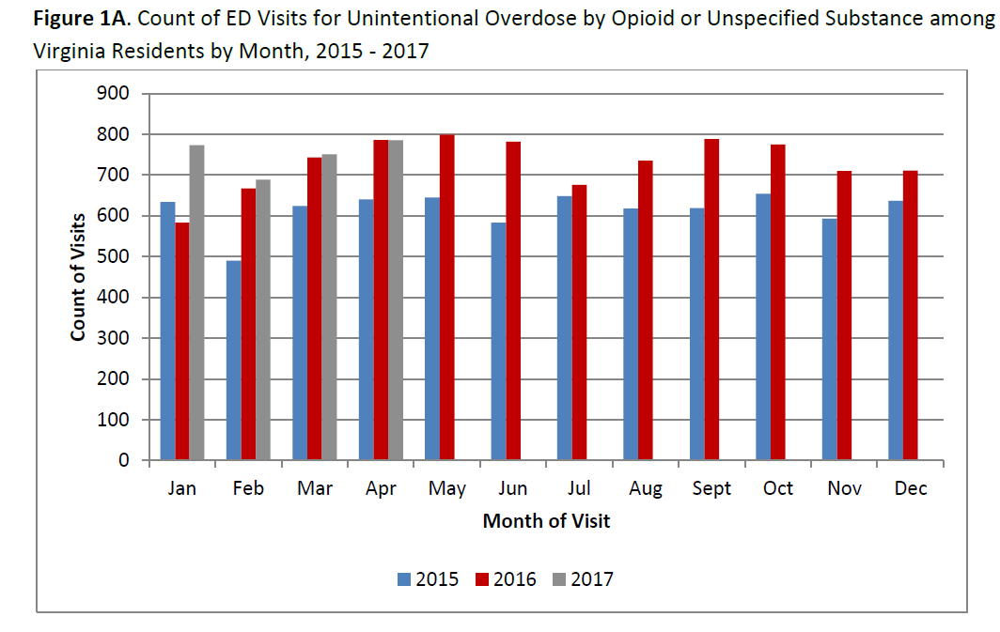 Figure 1A. Count of ED Visits for Unintentional Overdose by Opioid or Unspecified Substance among
Virginia Residents by Month, 2015 - 2017
900
800
700
600
500
400
300
200
100
0
Count of Visits
Jan Feb Mar Apr May Jun Jul Aug Sept Oct Nov Dec
Month of Visit
2015 2016 2017